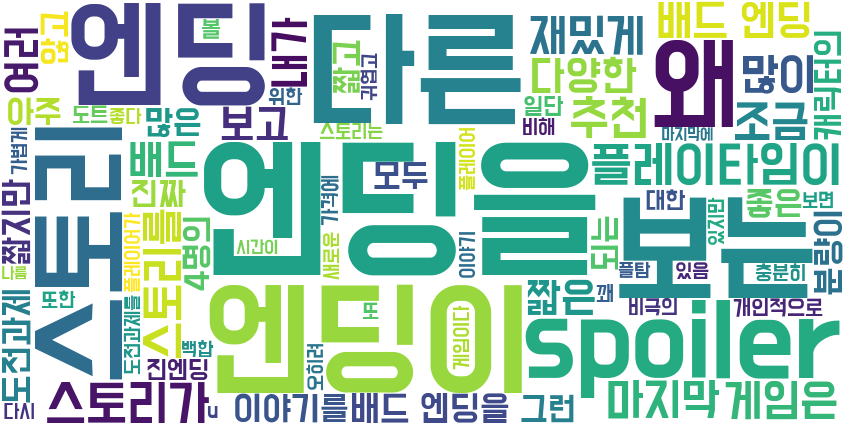 엔딩
다른
왜
스토리
엔딩을
보는
엔딩이
spoiler
여러
않고
볼
내가
짧고
귀엽고
재밌게
배드 엔딩
다양한
많이
캐릭터의
아주
도트
좋다
많은
보고
위한
스토리는
일단
비해
추천
마지막에
조금
가볍게
배드
모두
플레이어
플레이타임이
짧지만
진짜
스토리를
4명의
가격에
대한
좋은
보면
나름
플레이어가
시간이
새로운
이야기
되는
있지만
분량이
도전과제
또한
도전과제를
백합
진엔딩
또
오히려
게임이다
플탐
있음
충분히
짧은
꽤
비극의
개인적으로
다시
스토리가
u
이야기를
배드 엔딩을
그런
마지막
게임은